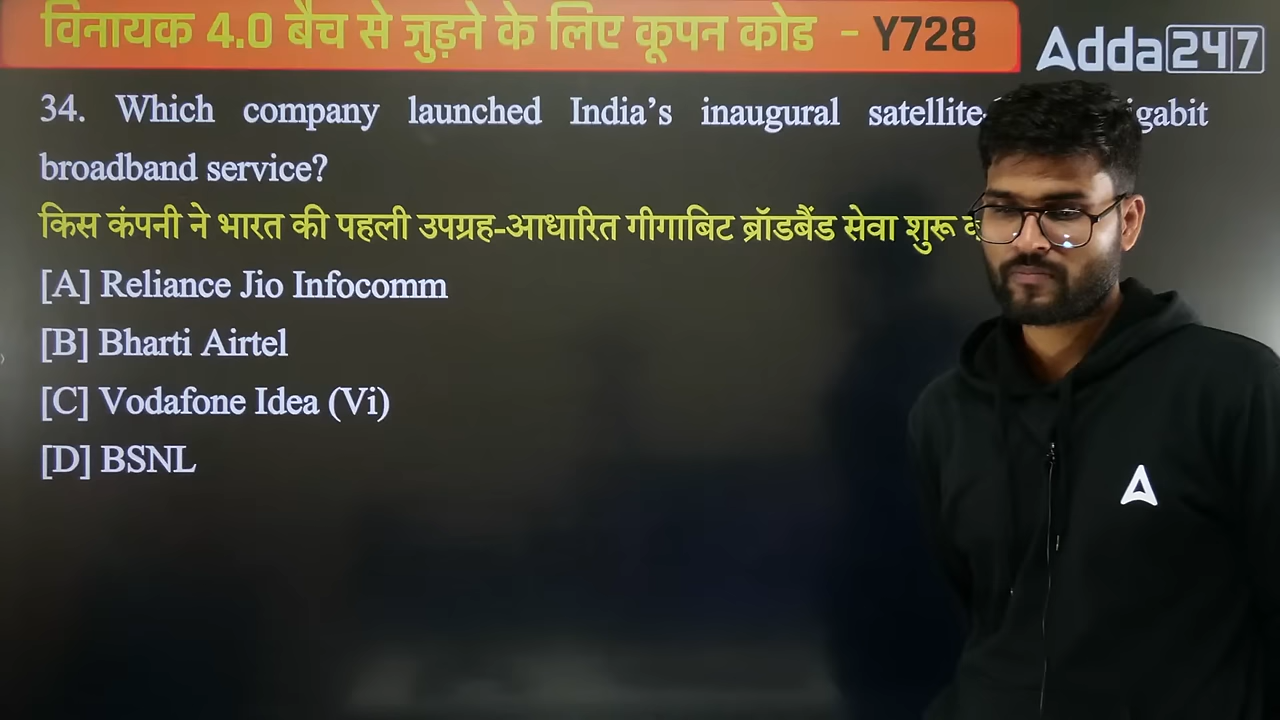 विनायक 4.0 बैच से जुड़ने के लिए कूपन कोड - Y728
Adda247
34. Which company launched India's inaugural satellite- gigabit
broadband service?
किस कंपनी ने भारत की पहली उपग्रह-आधारित गीगाबिट ब्रॉडबैंड सेवा शुरू
[A] Reliance Jio Infocomm
[B] Bharti Airtel
[C] Vodafone Idea (Vi)
[D] BSNL